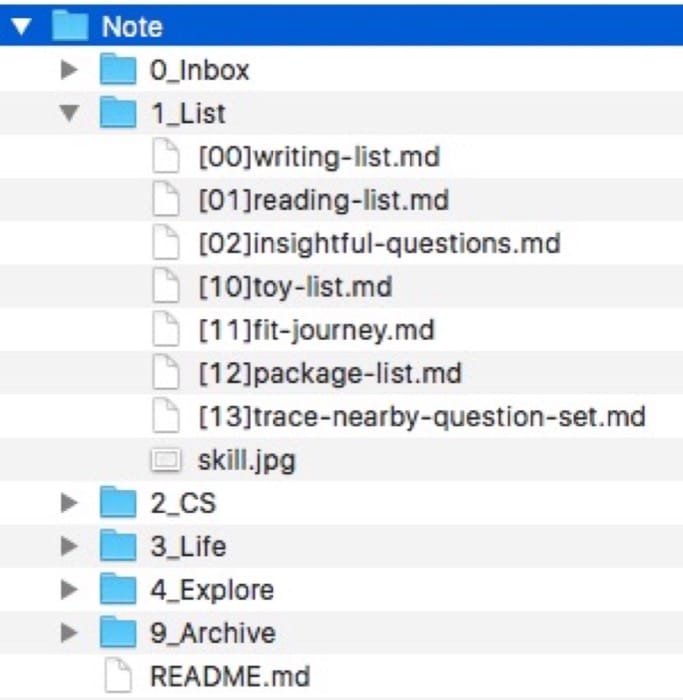 Note
0_Inbox
1_List
[00]writing-list.md
[01]reading-list.md
[02]insightful-questions.md
[10]toy-list.md
[11]fit-journey.md
[12]package-list.md
[13]trace-nearby-question-set.md
skill.jpg
2_CS
3_Life
4_Explore
9_Archive
README.md